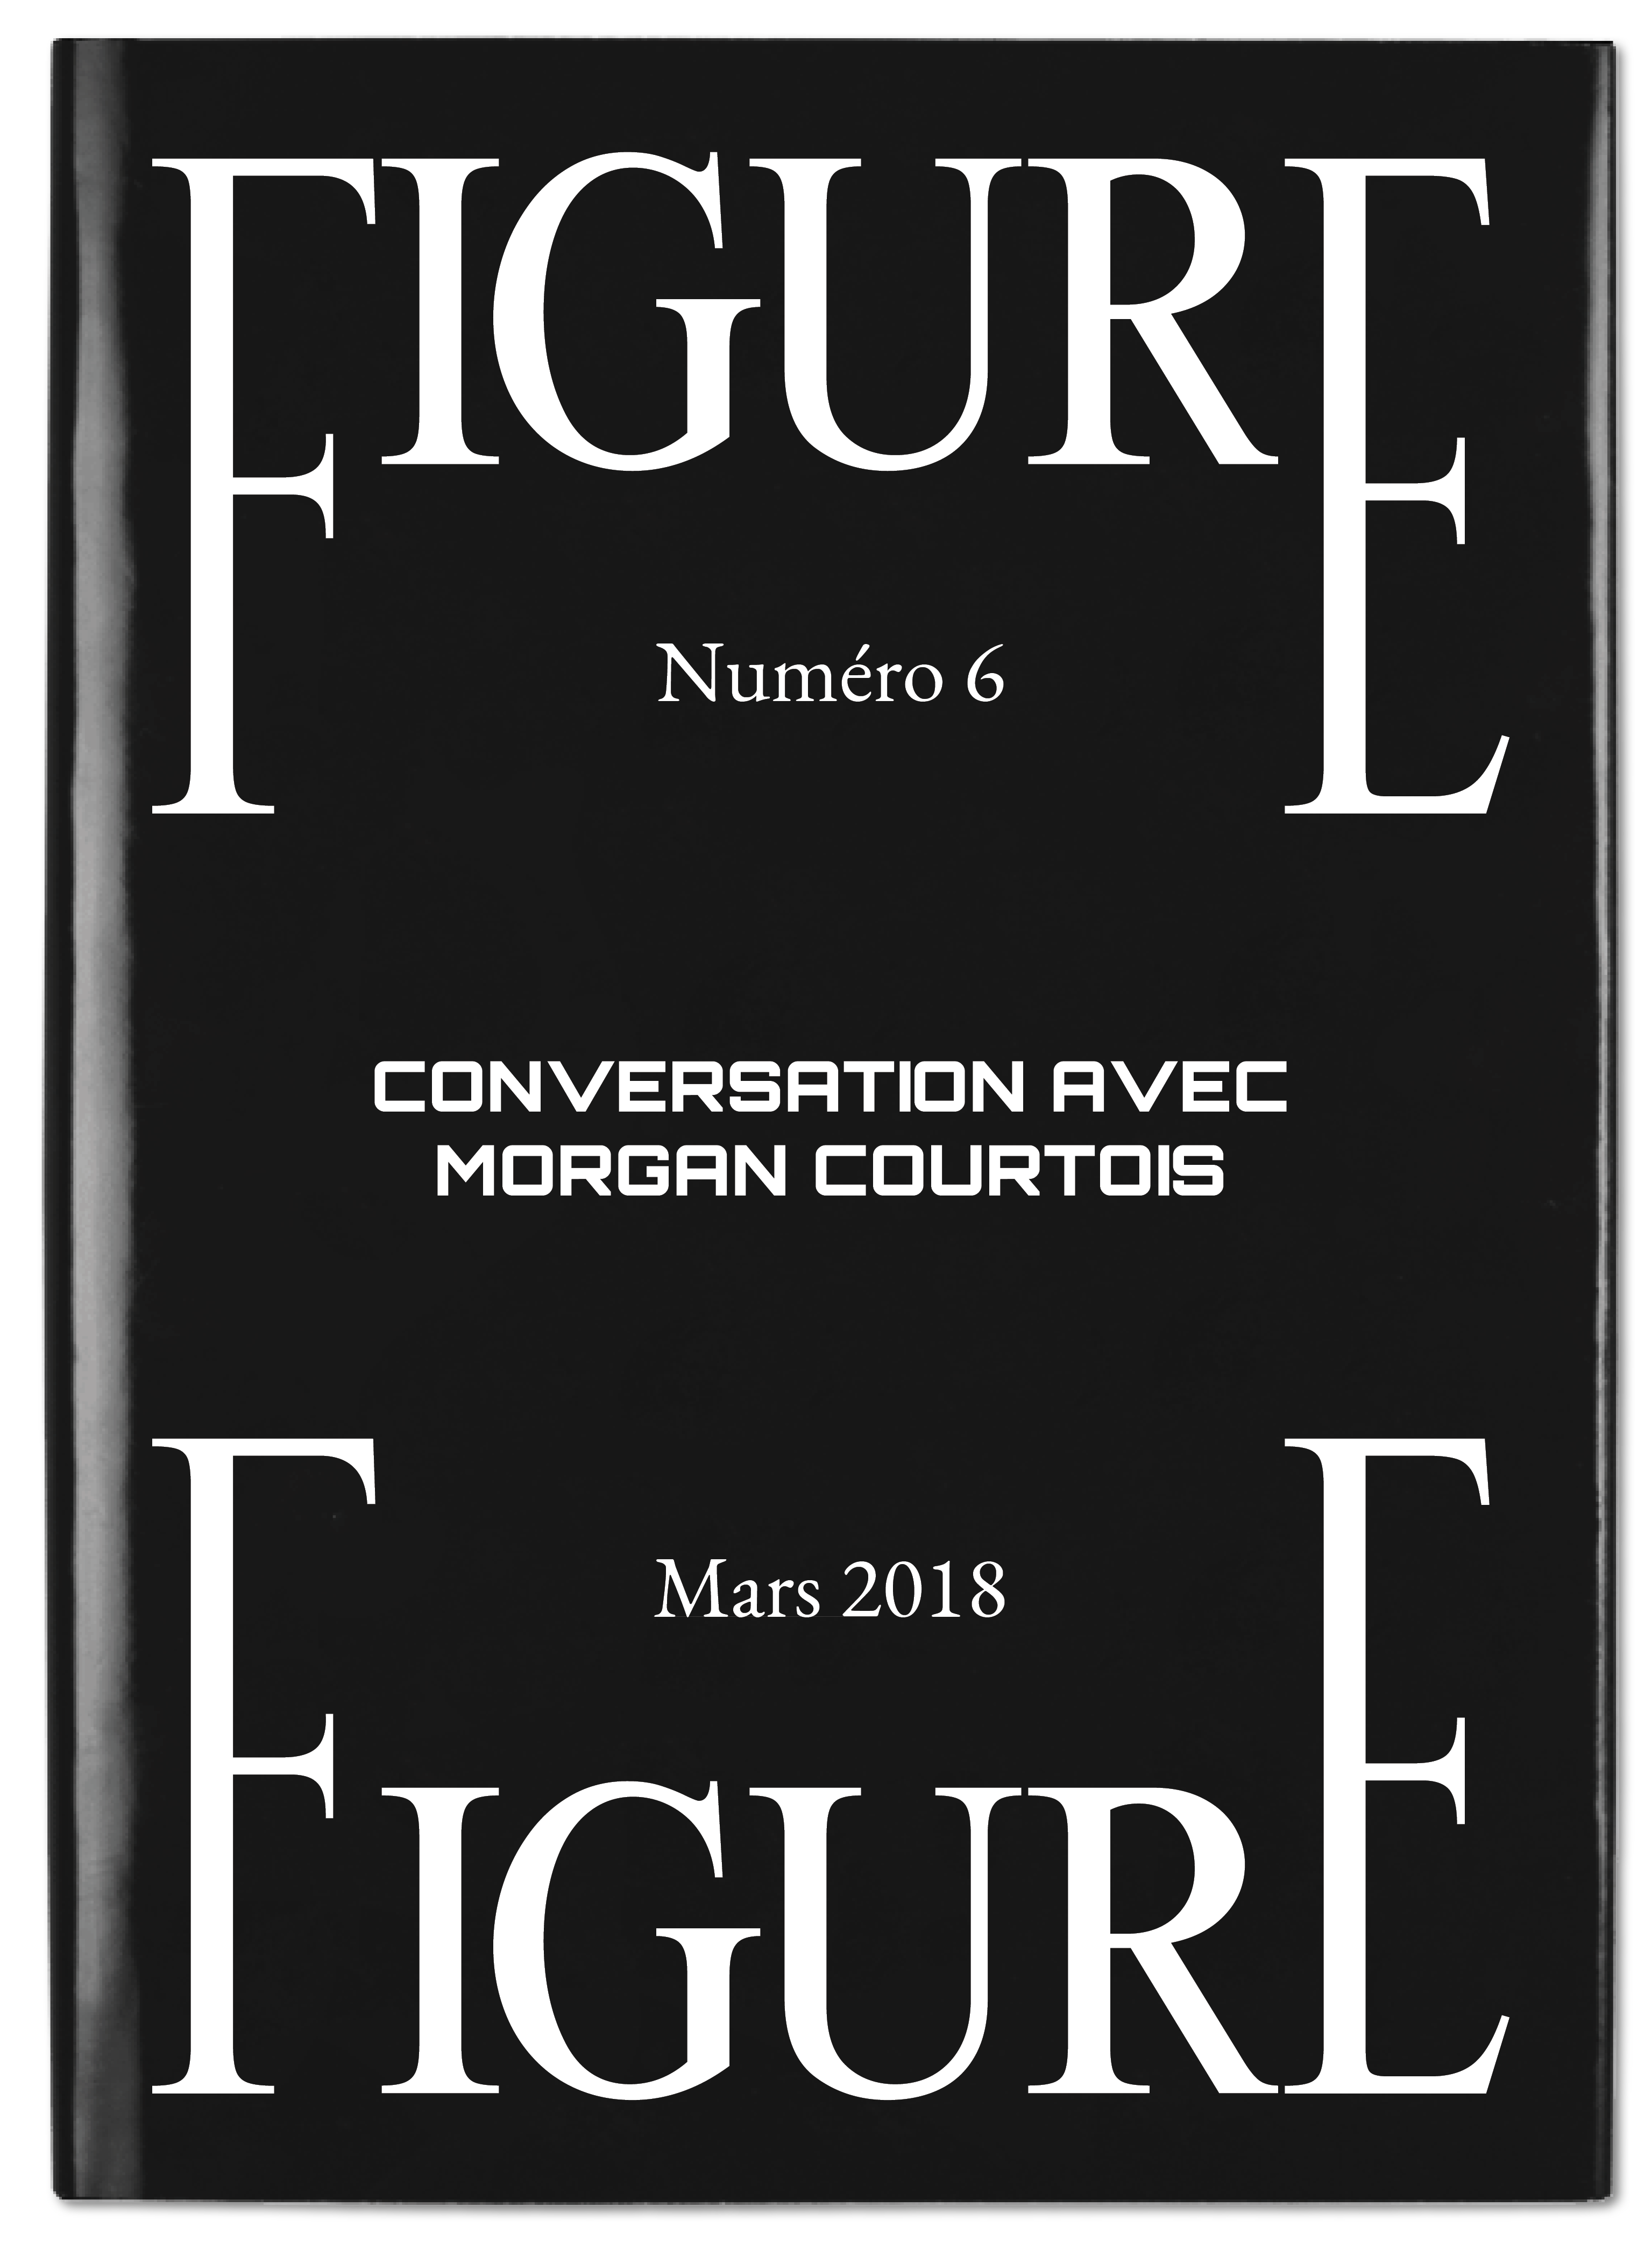 FIGURE
Numéro 6
CONVERSATION AVEC
MORGAN COURTOIS
Mars 2018
FIGURE